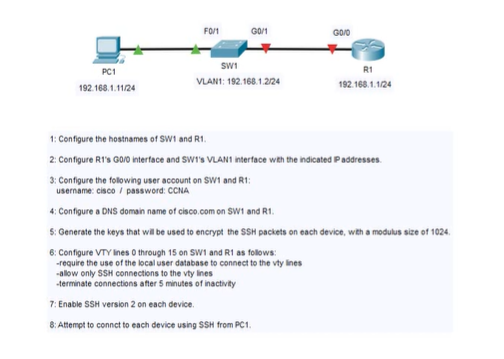 F0/1
G0/1
G0/0
PC1
SW1
R1
192.168.1.11/24
VLAN1: 192.168.1.2/24
192.168.1.1/24
1: Configure the hostnames of SW1 and R1.
2: Configure R1's G0/0 interface and SW1's VLAN1 interface with the indicated IP addresses.
3: Configure the following user account on SW1 and R1:
username: cisco / password: CCNA
4: Configure a DNS domain name of cisco.com on SW1 and R1.
5: Generate the keys that will be used to encrypt the SSH packets on each device, with a modulus size of 1024.
6: Configure VTY lines 0 through 15 on SW1 and R1 as follows:
-require the use of the local user database to connect to the vty lines
-allow only SSH connections to the vty lines
-terminate connections after 5 minutes of inactivity
7: Enable SSH version 2 on each device.
8: Attempt to connct to each device using SSH from PC1.